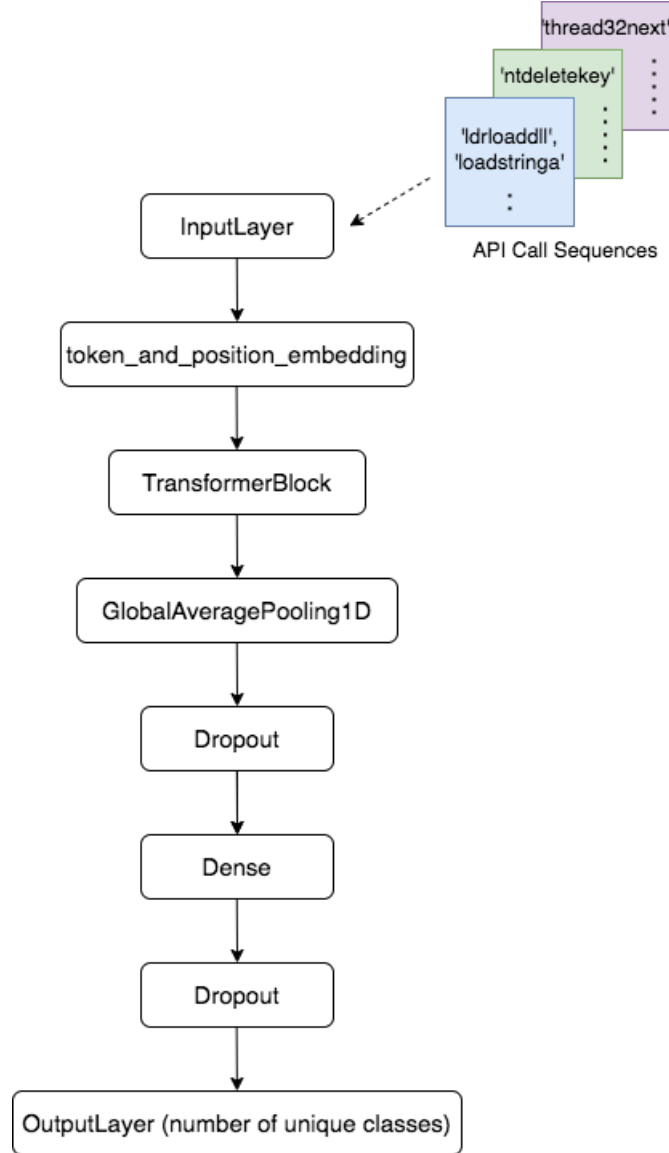 'thread32next'
'ntdeletekey'
'ldrloaddll',
'loadstringa'
API Call Sequences
InputLayer
token_and_position_embedding
TransformerBlock
GlobalAveragePooling1D
Dropout
Dense
Dropout
OutputLayer (number of unique classes)